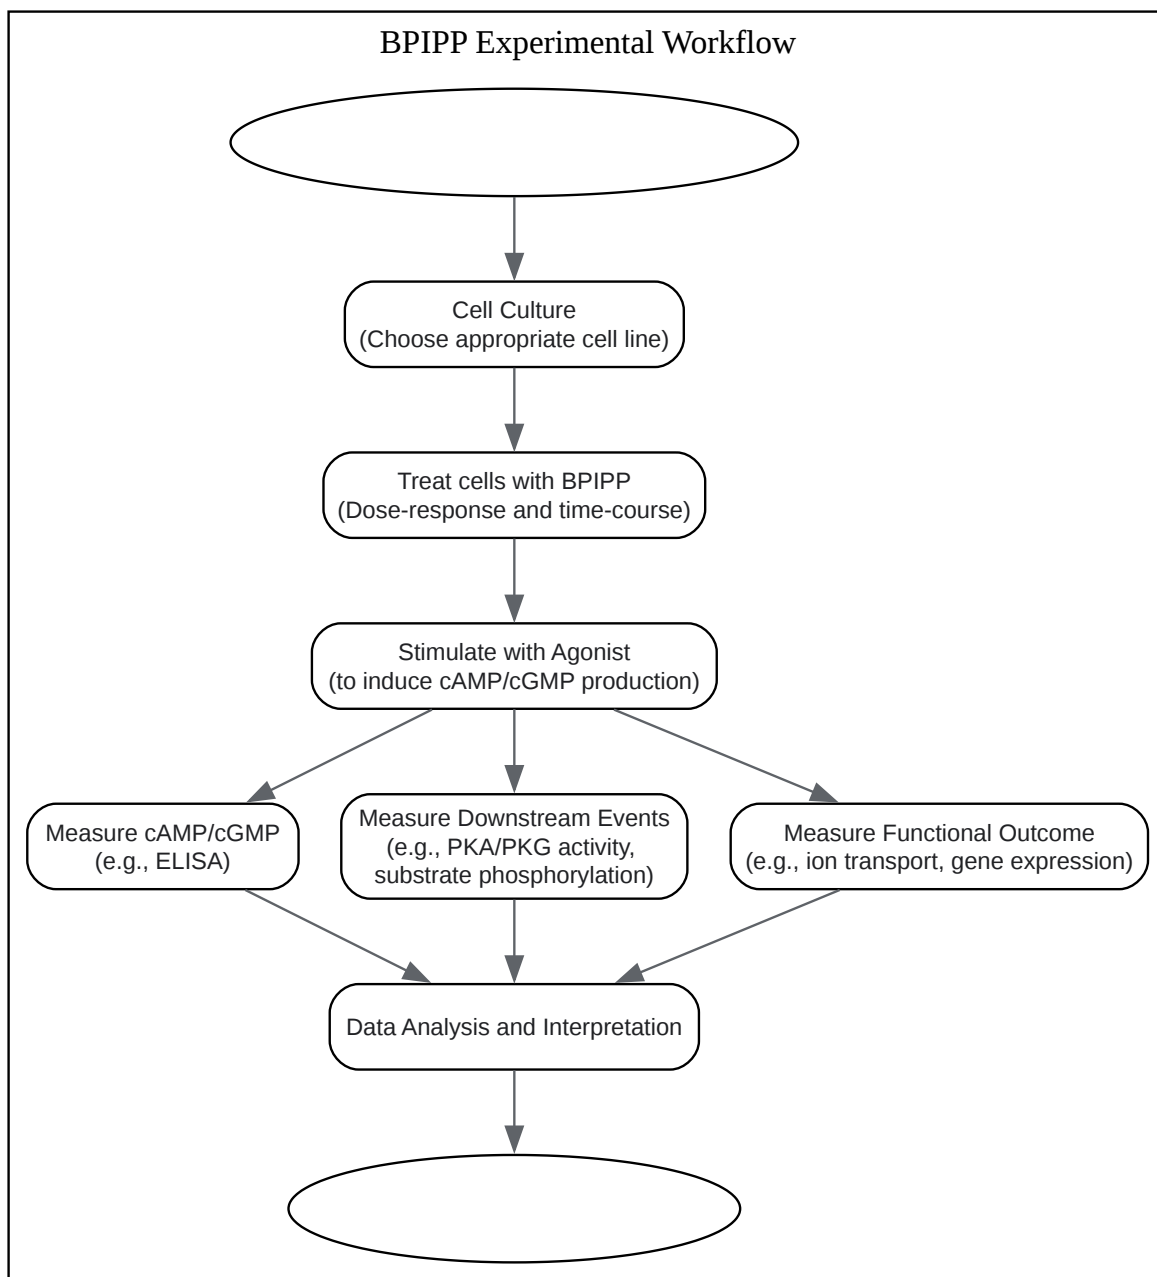 BPIPP Experimental Workflow
Cell Culture
(Choose appropriate cell line)
Treat cells with BPIPP
(Dose-response and time-course)
Stimulate with Agonist
(to induce cAMP/cGMP production)
Measure cAMP/cGMP
(e.g., ELISA)
Measure Downstream Events
(e.g., PKA/PKG activity,
substrate phosphorylation)
Measure Functional Outcome
(e.g., ion transport, gene expression)
Data Analysis and Interpretation